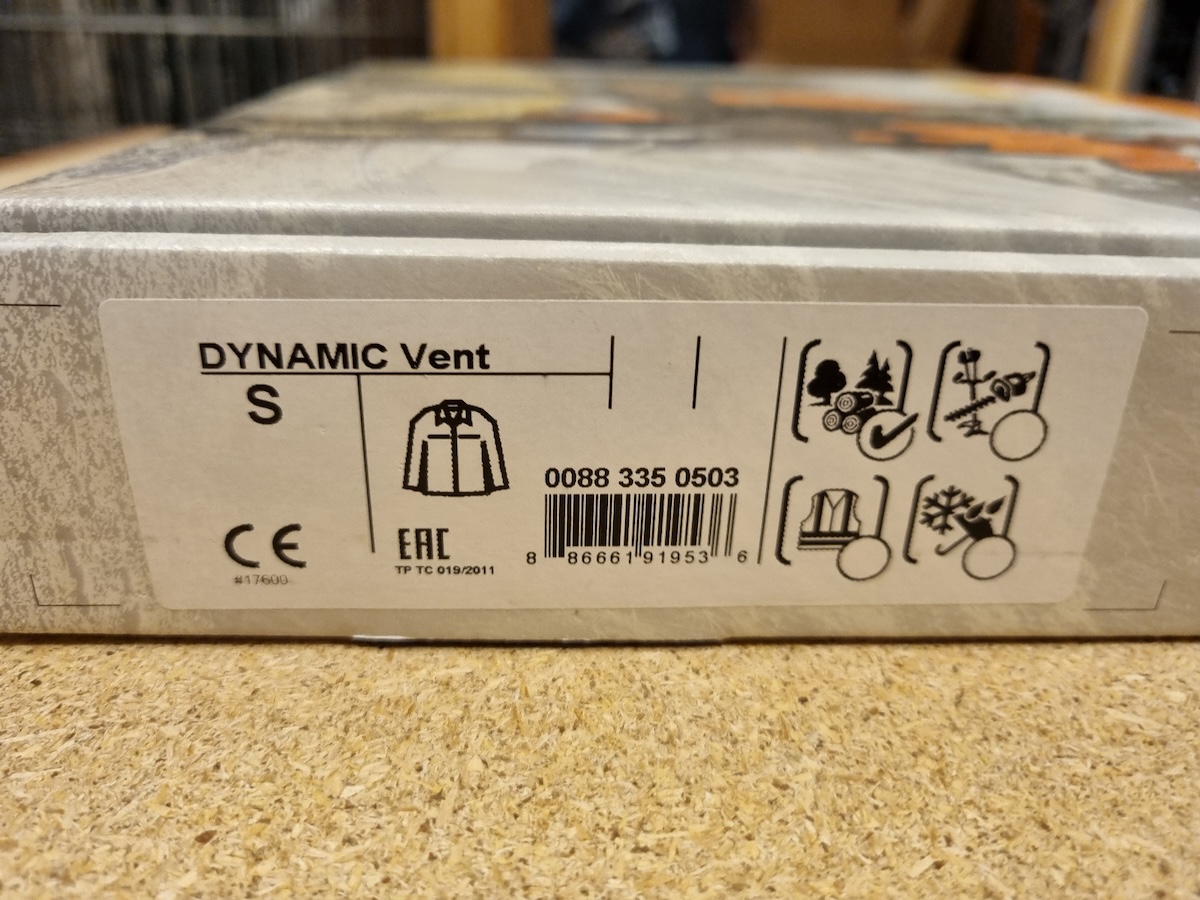 DYNAMIC Vent
S
0088 335 0503
8 86661 91953 6
CE
#17600
EAC
TP TC 019/2011